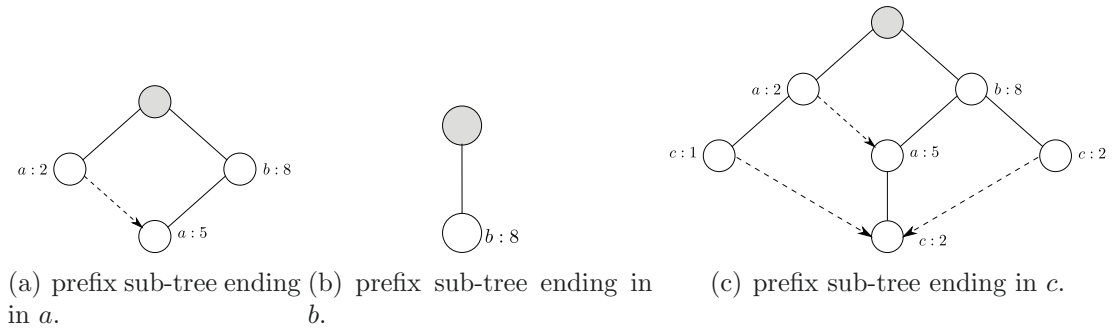 a : 2
b : 8
a : 5
b : 8
a : 2
b : 8
c : 1
a : 5
c : 2
c : 2
(a) prefix sub-tree ending in a.
(b) prefix sub-tree ending in b.
(c) prefix sub-tree ending in c.